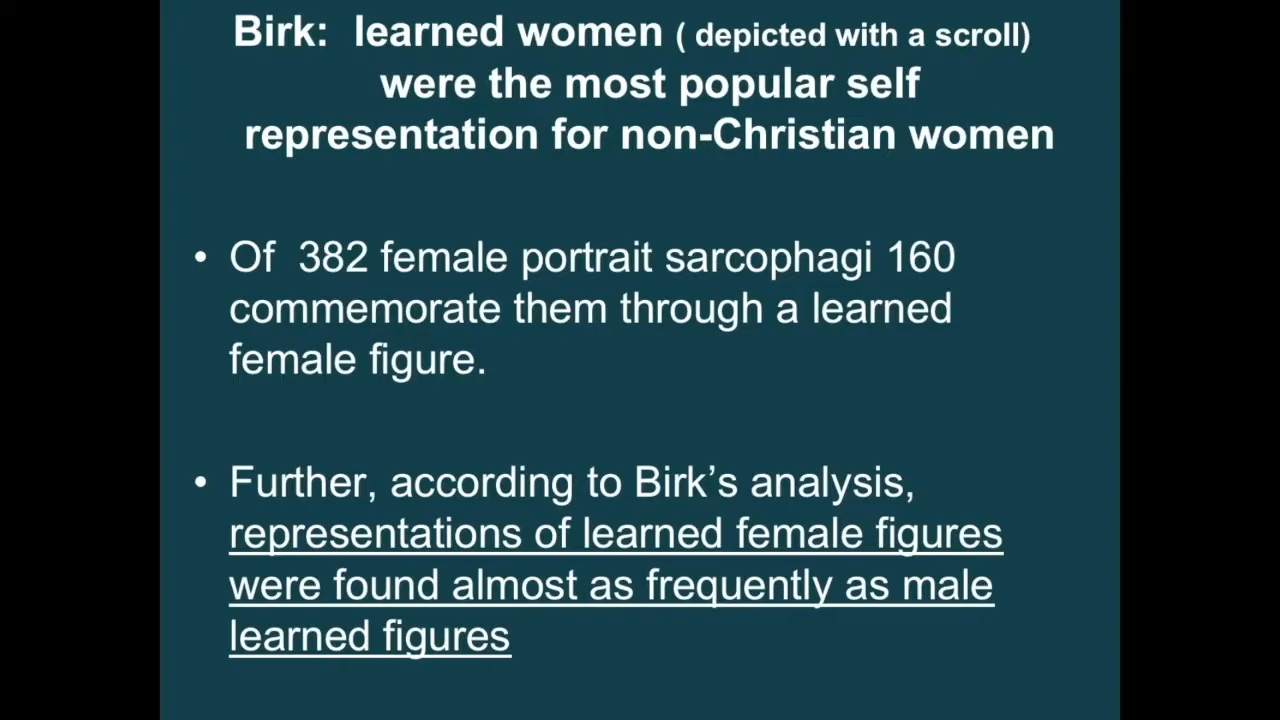 Birk:  learned women ( depicted with a scroll)
were the most popular self
representation for non-Christian women
• Of  382 female portrait sarcophagi 160
commemorate them through a learned
female figure.
• Further, according to Birk’s analysis,
representations of learned female figures
were found almost as frequently as male
learned figures